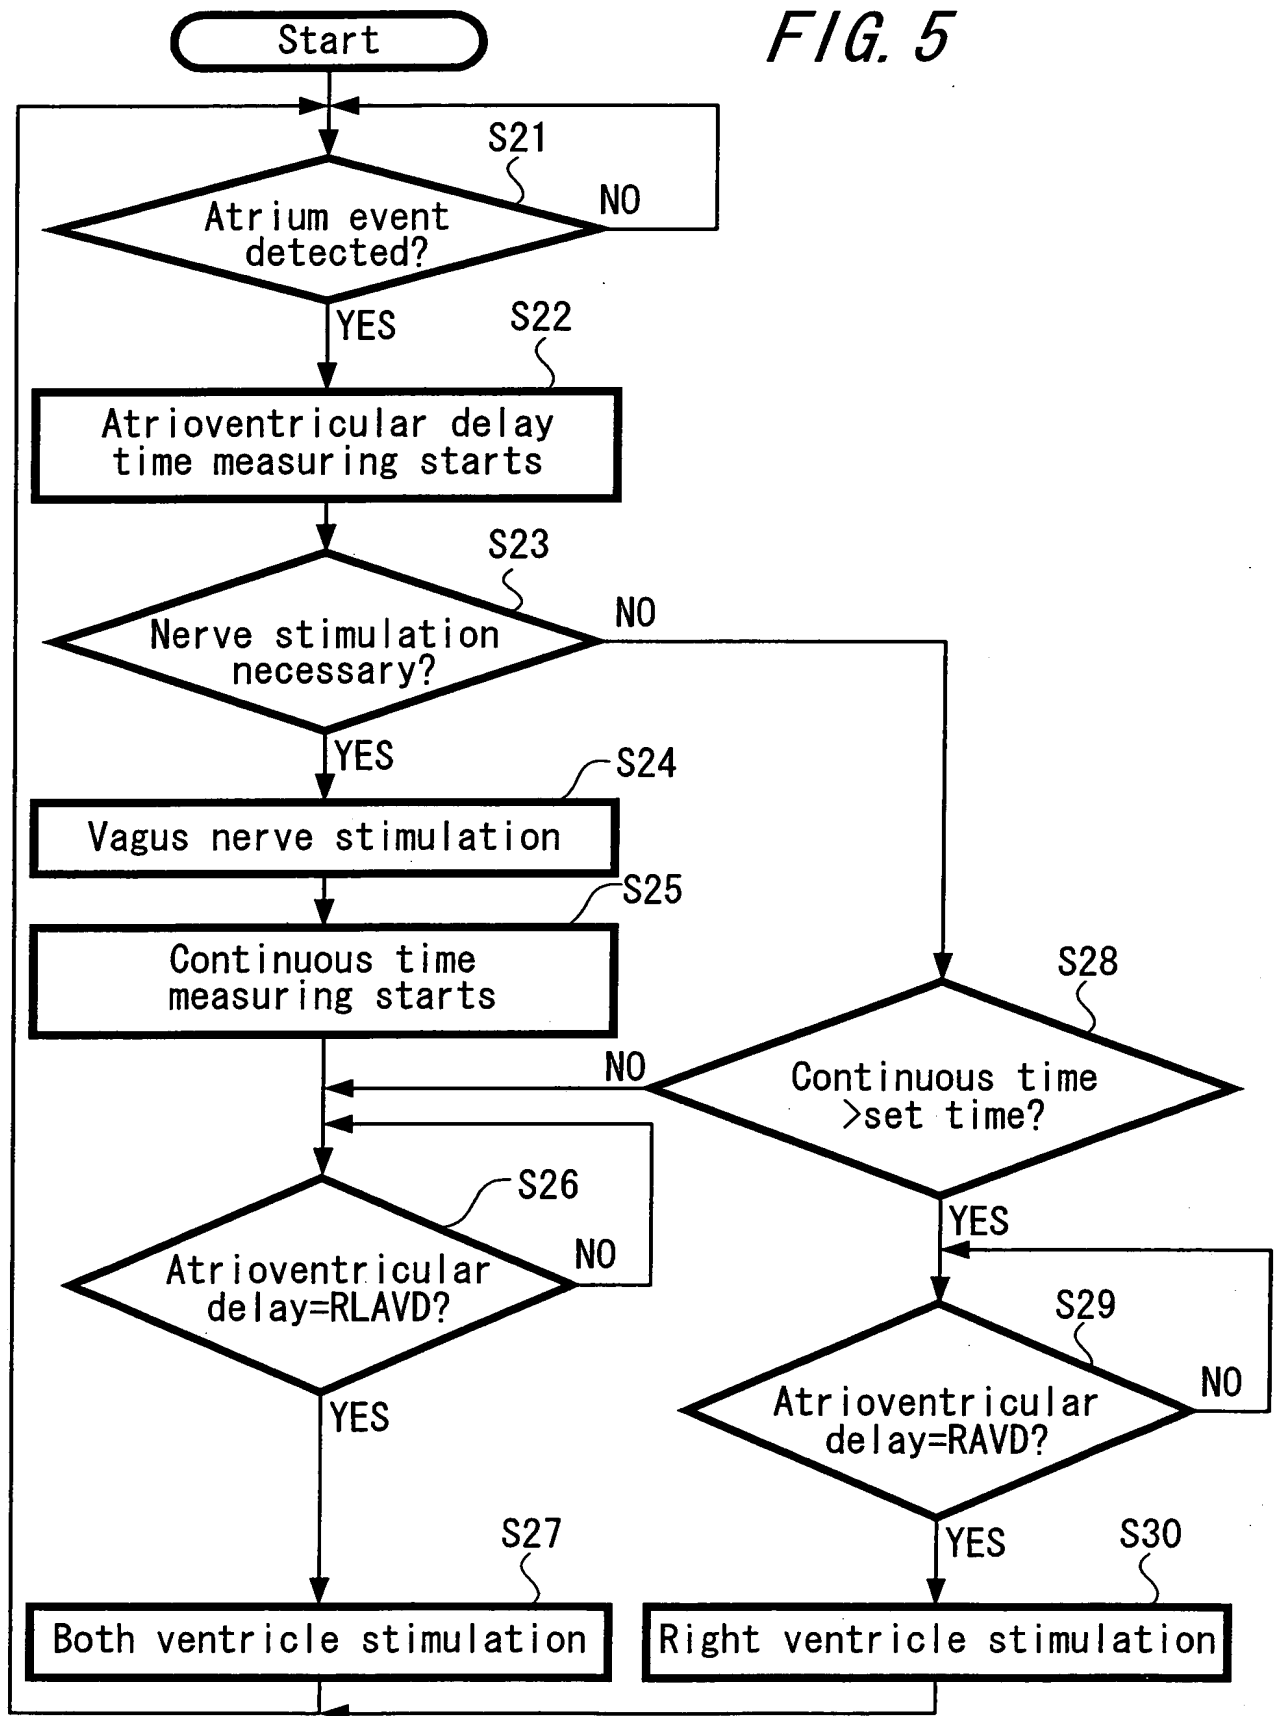 FIG. 5
Start
S21
Atrium event
detected?
NO
YES
S22
Atrioventricular delay
time measuring starts
S23
Nerve stimulation
necessary?
NO
YES
S24
Vagus nerve stimulation
S25
Continuous time
measuring starts
S28
Continuous time
>set time?
NO
YES
S26
Atrioventricular
delay=RLAVD?
NO
YES
S29
Atrioventricular
delay=RAVD?
NO
YES
S27
Both ventricle stimulation
S30
Right ventricle stimulation